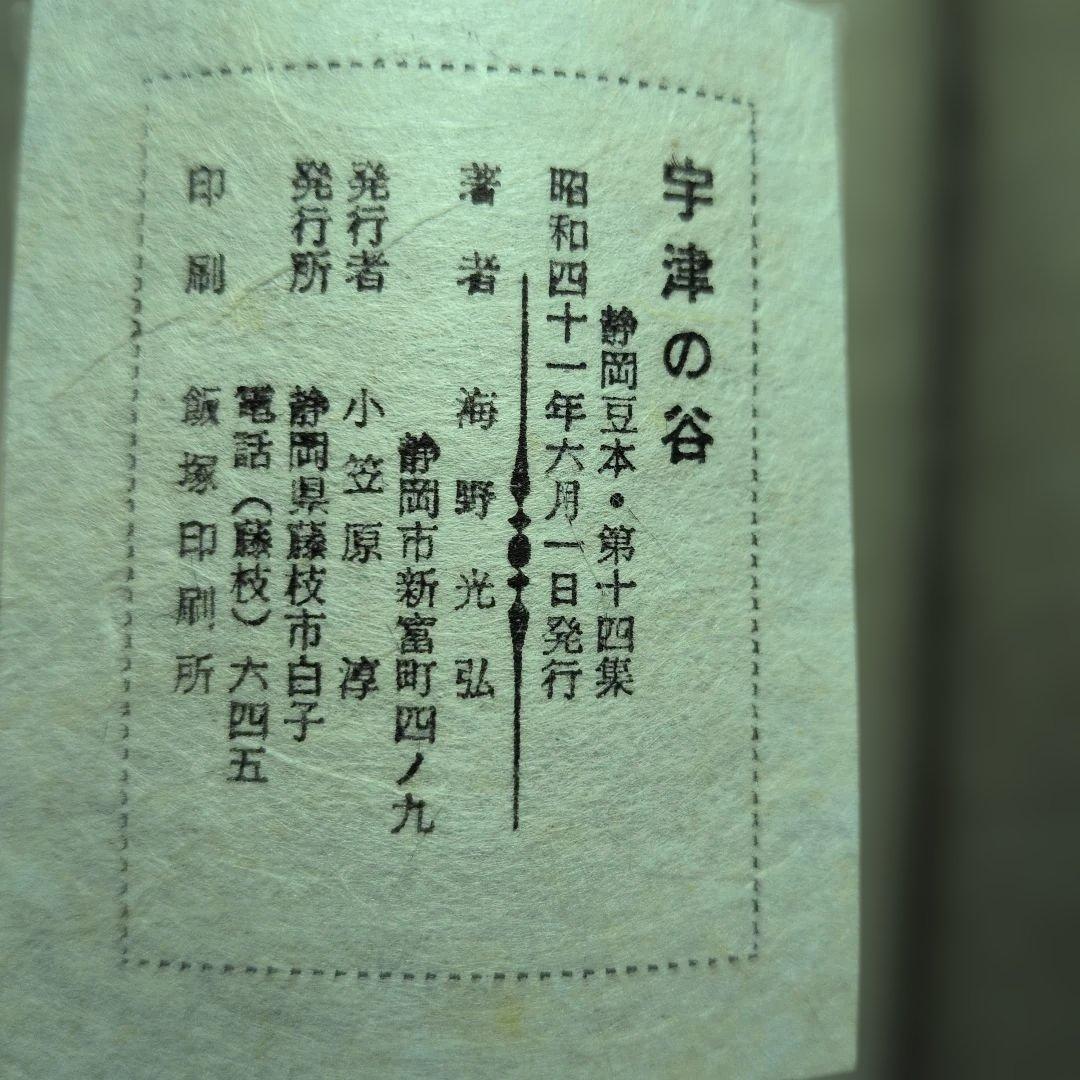 宇津の谷
静岡豆本・第十四集
昭和四十一年六月一日発行
著者 海野光弘
静岡市新富町四ノ九
発行者 小笠原淳
発行所 静岡県藤枝市白子
電話(藤枝)六四五
印刷 飯塚印刷所